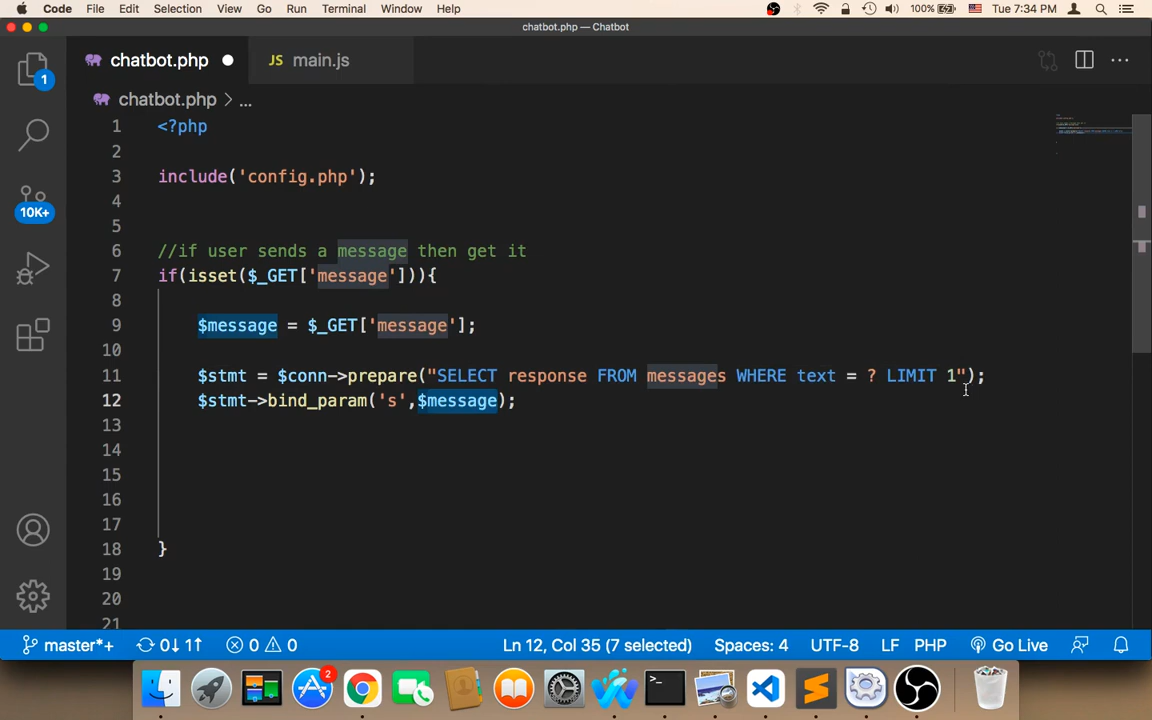 Code File Edit Selection View Go Run Terminal Window Help 100% Tue 7:34 PM
chatbot.php — Chatbot
chatbot.php JS main.js
1
chatbot.php > ...
1 <?php
2
3 include('config.php');
4
5
6 //if user sends a message then get it
7 if(isset($_GET['message'])){
8
9 $message = $_GET['message'];
10
11 $stmt = $conn->prepare("SELECT response FROM messages WHERE text = ? LIMIT 1");
12 $stmt->bind_param('s',$message);
13
14
15
16
17
18 }
19
20
21
10K+
master*+ 0↓ 1↑ 0 0 Ln 12, Col 35 (7 selected) Spaces: 4 UTF-8 LF PHP Go Live
2